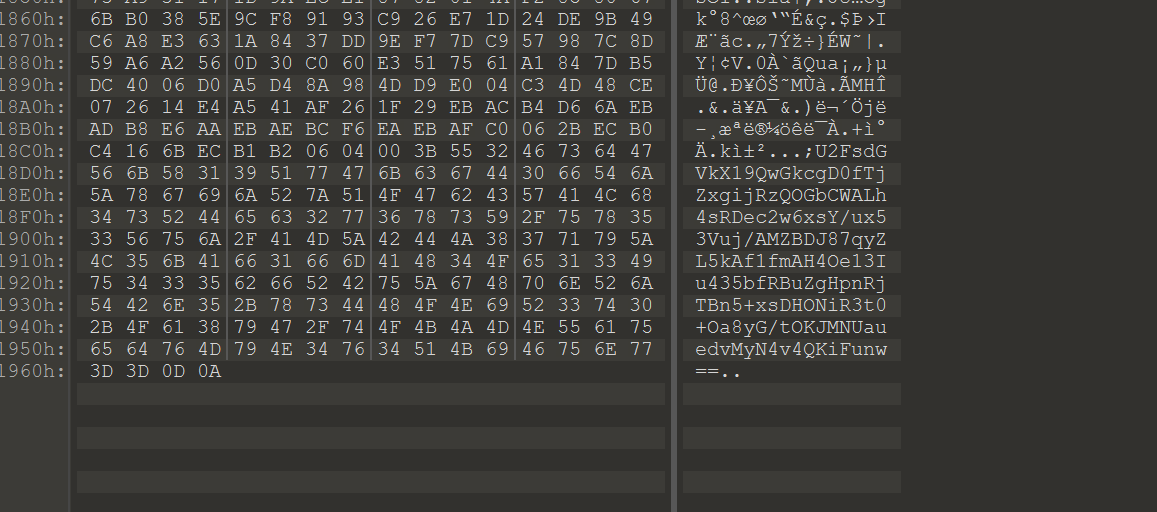 1860h: 6B B0 38 5E 9C F8 91 93 C9 26 E7 1D 24 DE 9B 49 k°8^œø‘“É&ç.$Þ›I
1870h: C6 A8 E3 63 1A 84 37 DD 9E F7 7D C9 57 98 7C 8D Æ¨ãc.„7Ýž÷}ÉW˜|.
1880h: 59 A6 A2 56 0D 30 C0 60 E3 51 75 61 A1 84 7D B5 Y¦¢V.0À`ãQua¡„}µ
1890h: DC 40 06 D0 A5 D4 8A 98 4D D9 E0 04 C3 4D 48 CE Ü@.Ð¥ÔŠ˜MÙà.ÃMHÎ
18A0h: 07 26 14 E4 A5 41 AF 26 1F 29 EB AC B4 D6 6A EB .&.ä¥A¯&.)ë¬´Öjë
18B0h: AD B8 E6 AA EB AE BC F6 EA EB AF C0 06 2B EC B0 -¸æªë®¼öêë¯À.+ì°
18C0h: C4 16 6B EC B1 B2 06 04 00 3B 55 32 46 73 64 47 Ä.kì±²...;U2FsdG
18D0h: 56 6B 58 31 39 51 77 47 6B 63 67 44 30 66 54 6A VkX19QwGkcgD0fTj
18E0h: 5A 78 67 69 6A 52 7A 51 4F 47 62 43 57 41 4C 68 ZxgijRzQOGbCWALh
18F0h: 34 73 52 44 65 63 32 77 36 78 73 59 2F 75 78 35 4sRDec2w6xsY/ux5
1900h: 33 56 75 6A 2F 41 4D 5A 42 44 4A 38 37 71 79 5A 3Vuj/AMZBDJ87qyZ
1910h: 4C 35 6B 41 66 31 66 6D 41 48 34 4F 65 31 33 49 L5kAf1fmAH4Oe13I
1920h: 75 34 33 35 62 66 52 42 75 5A 67 48 70 6E 52 6A u435bfRBuZgHpnRj
1930h: 54 42 6E 35 2B 78 73 44 48 4F 4E 69 52 33 74 30 TBn5+xsDHONiR3t0
1940h: 2B 4F 61 38 79 47 2F 74 4F 4B 4A 4D 4E 55 61 75 +Oa8yG/tOKJMNUau
1950h: 65 64 76 4D 79 4E 34 76 34 51 4B 69 46 75 6E 77 edvMyN4v4QKiFunw
1960h: 3D 3D 0D 0A ==..